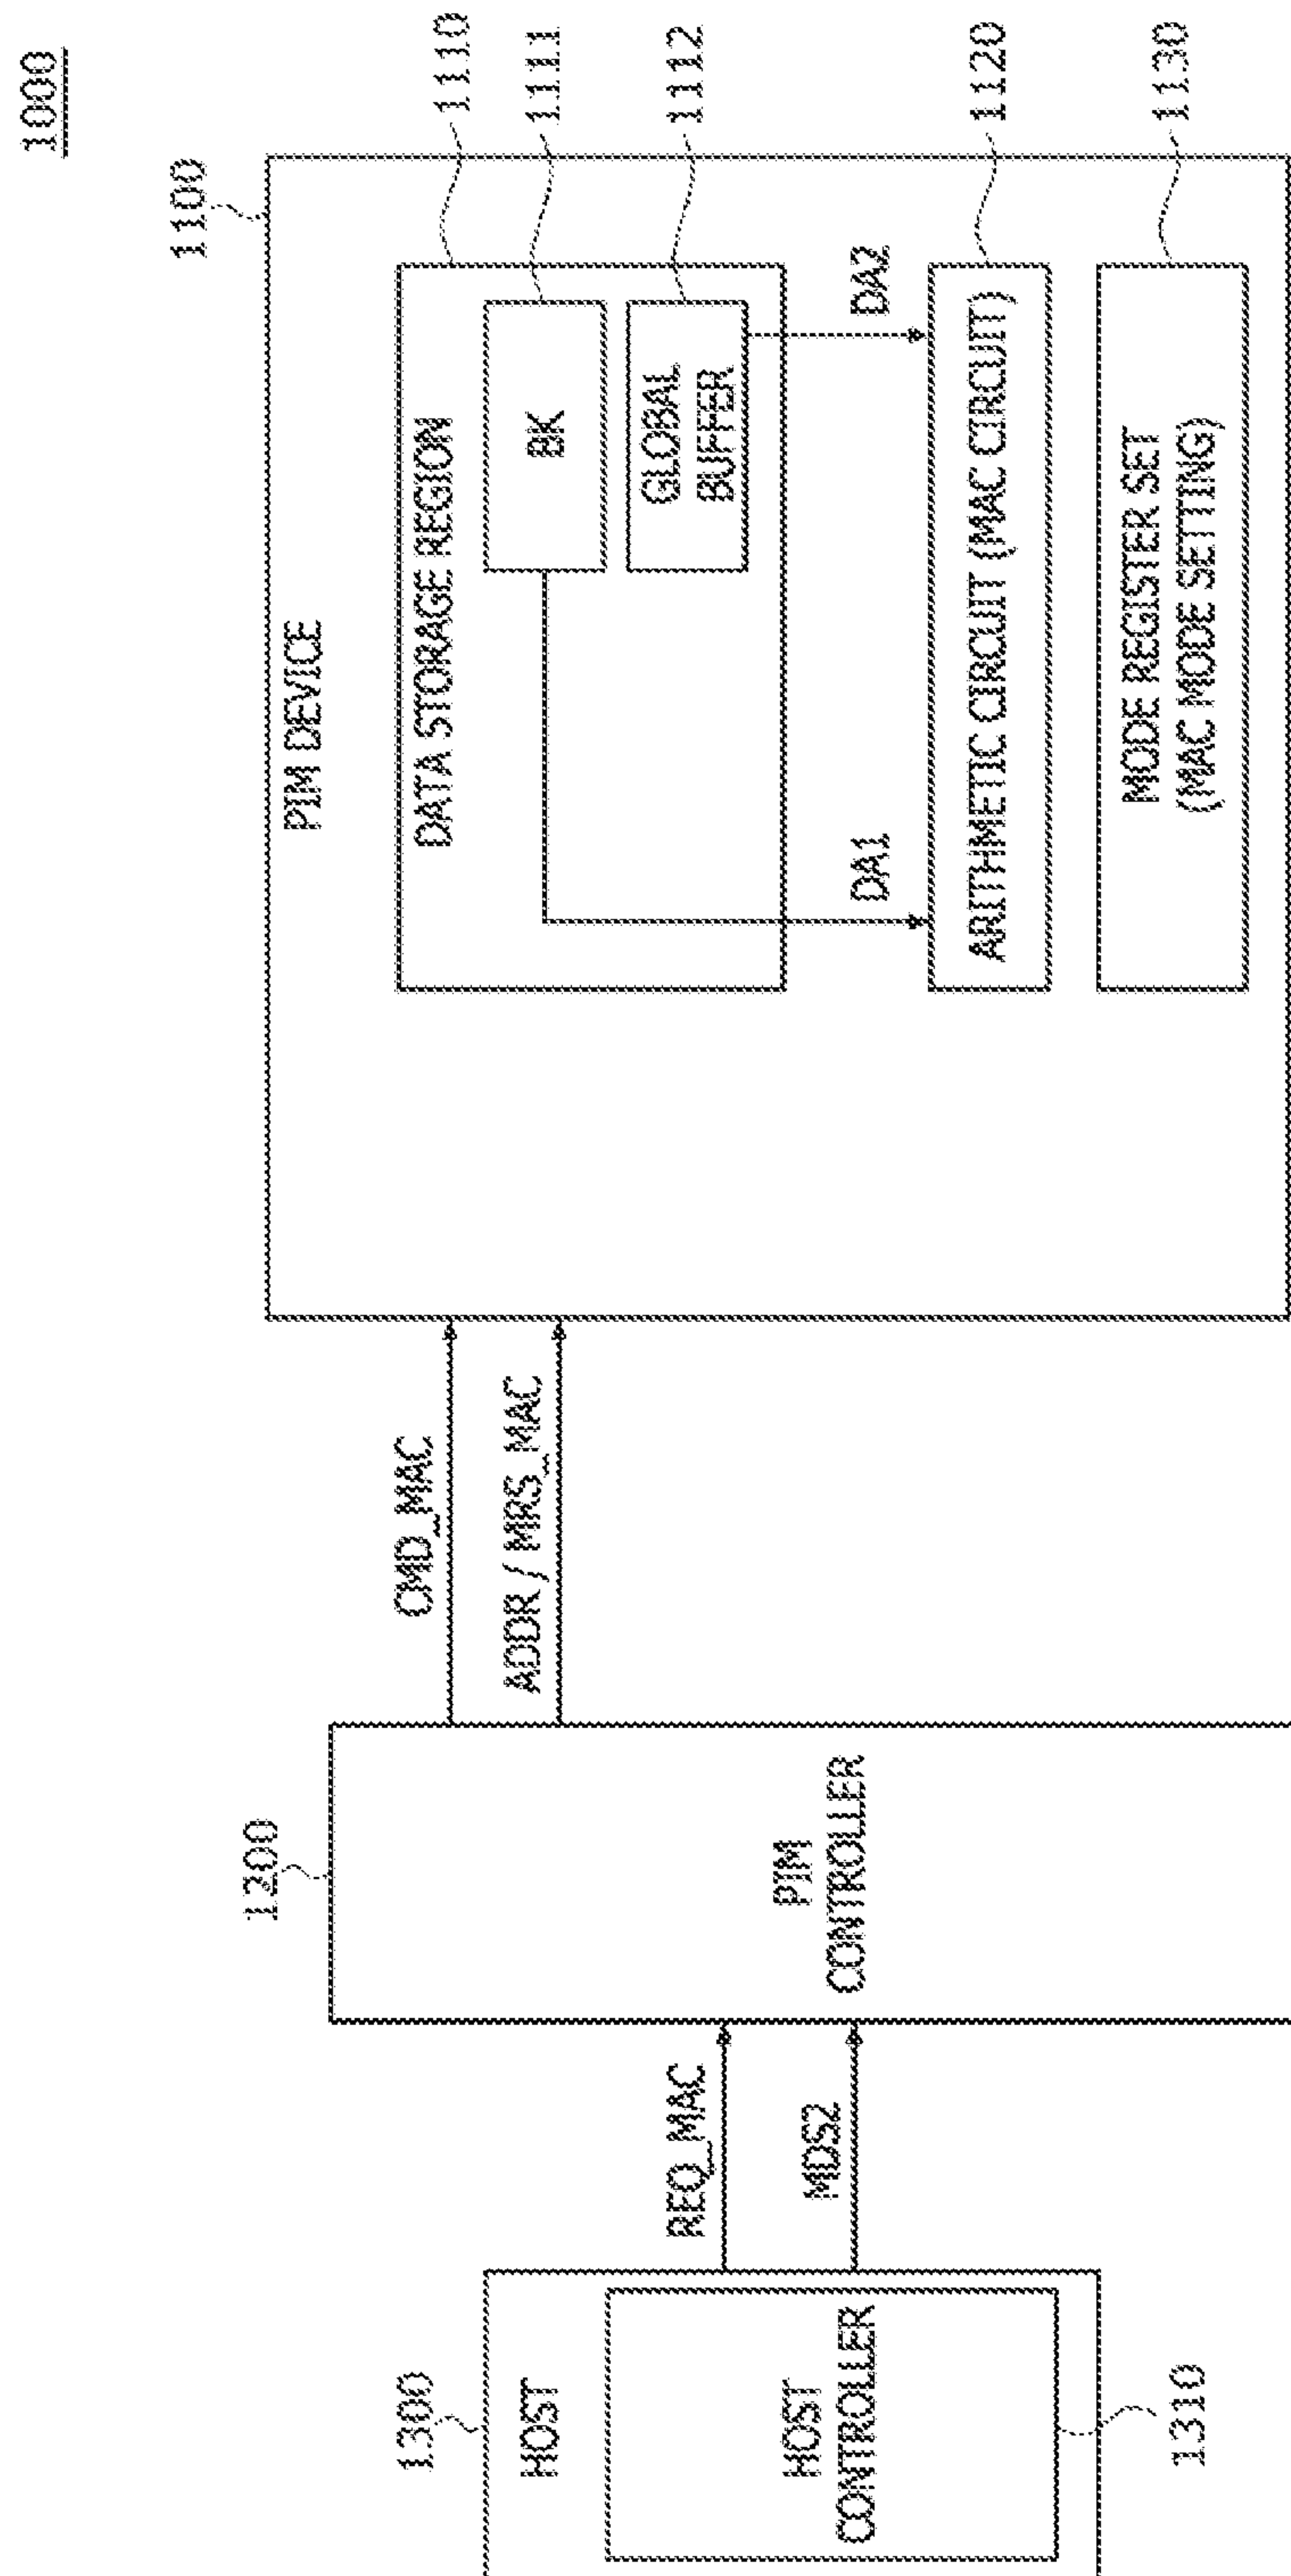 1000
1300
HOST
HOST
CONTROLLER
1310
REQ_MAC
MDS2
1200
PIM
CONTROLLER
CMD_MAC
ADDR / MRS_MAC
1100
PIM DEVICE
DATA STORAGE REGION
BK
GLOBAL
BUFFER
DA1
DA2
ARITHMETIC CIRCUIT (MAC CIRCUIT)
MODE REGISTER SET
(MAC MODE SETTING)
1110
1111
1112
1120
1130